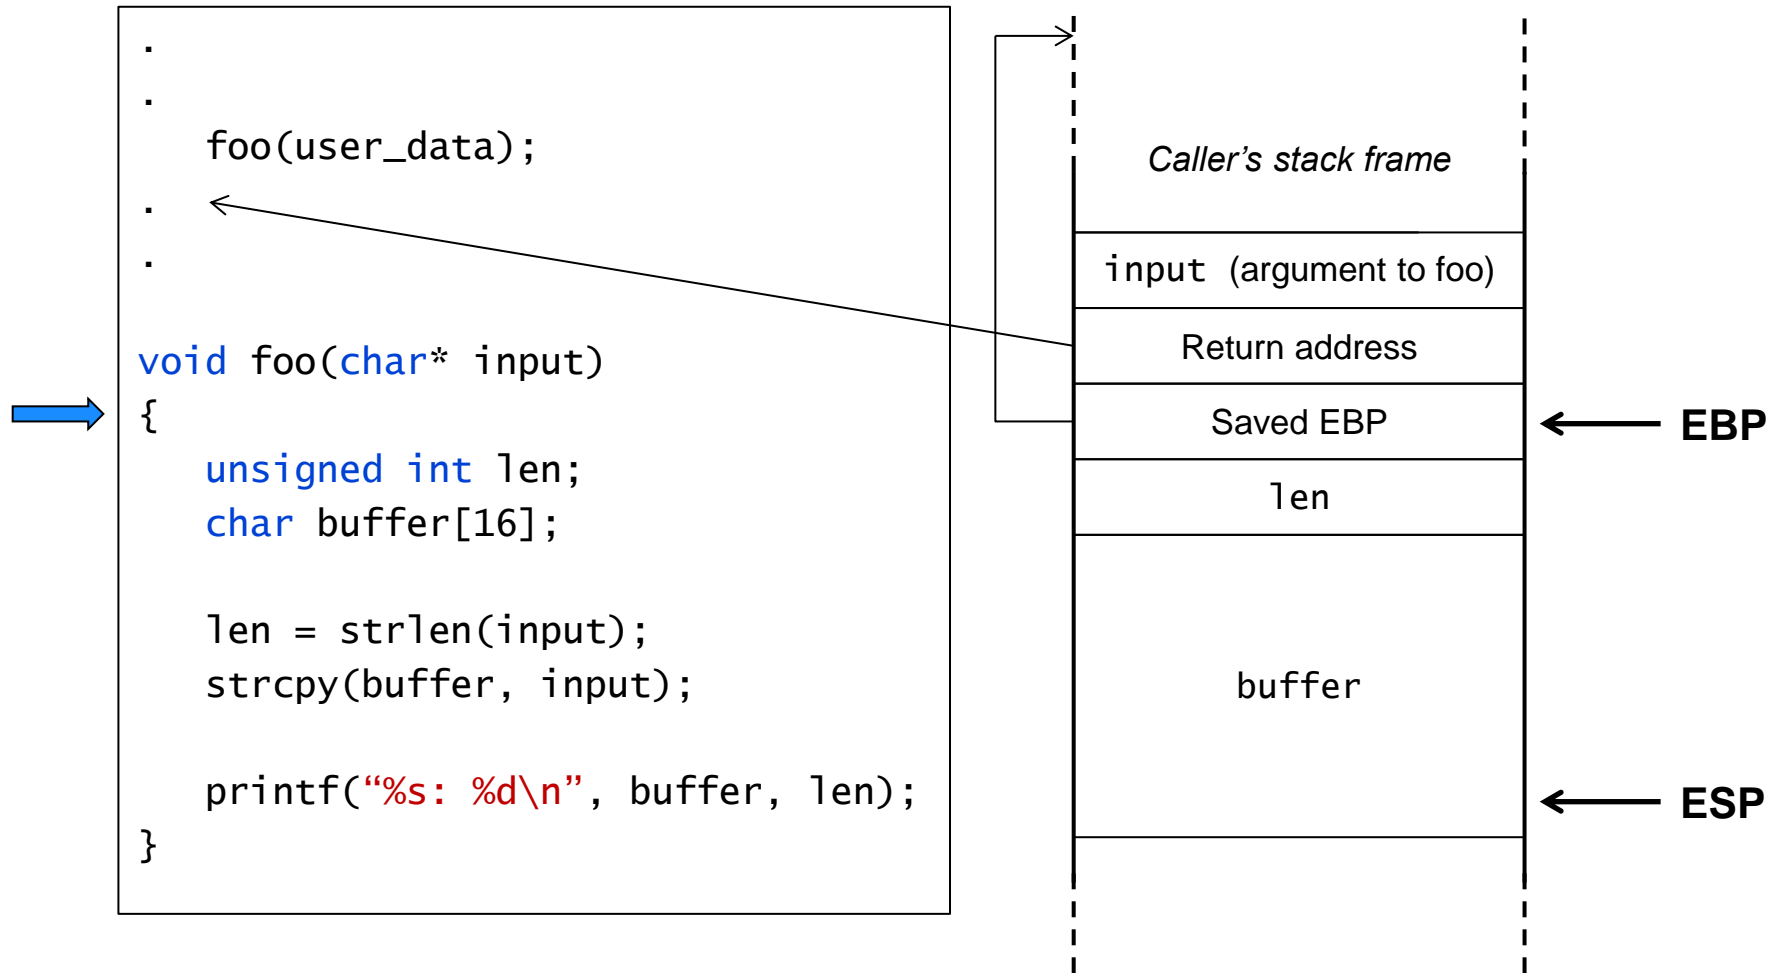 .
.
foo(user_data);
.
.
void foo(char* input)
{
unsigned int len;
char buffer[16];
len = strlen(input);
strcpy(buffer, input);
printf(“%s: %d\n”, buffer, len);
}
Caller’s stack frame
input (argument to foo)
Return address
Saved EBP
len
buffer
EBP
ESP